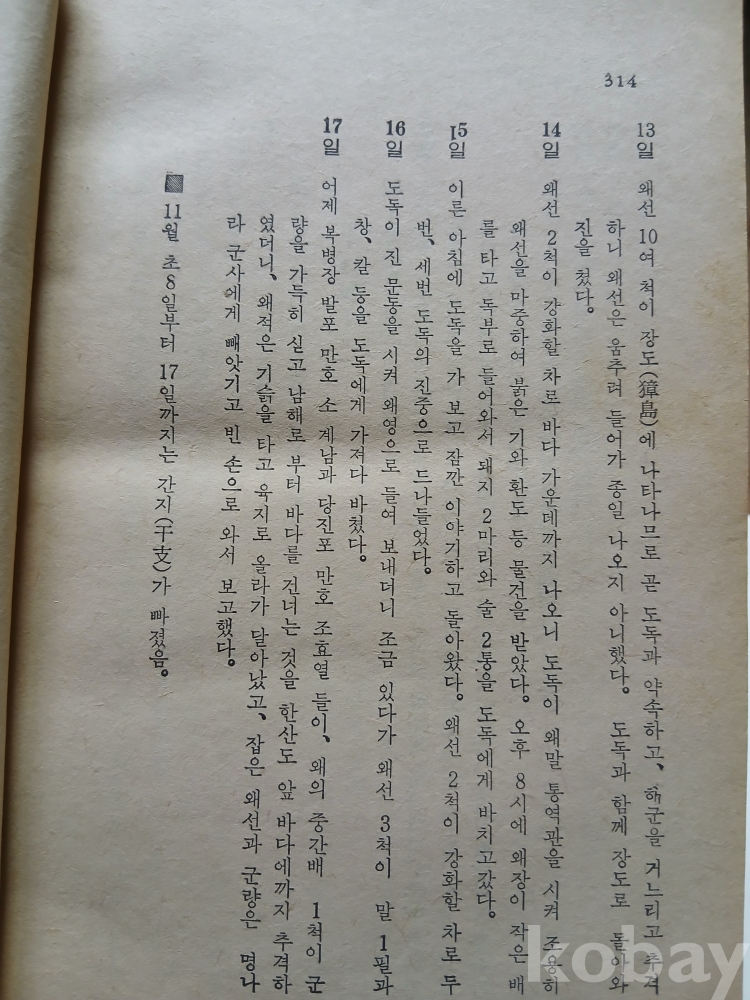 314
13일 왜선 10여 척이 장도(獐島)에 나타나므로 곧 도독과 약속하고, 해군을 거느리고 추격
하니 왜선은 움추려 들어가 종일 나오지 아니했다. 도독과 함께 장도로 돌아와
진을 쳤다.
14일 왜선 2척이 강화할 차로 바다 가운데까지 나오니 도독이 왜말 통역관을 시켜 조용히
왜선을 마중하여 붉은 기와 환도 등 물건을 받았다. 오후 8시에 왜장이 작은 배
를 타고 독부로 들어와서 돼지 2마리와 술 2통을 도독에게 바치고갔다.
15일 이른 아침에 도독을 가 보고 잠깐 이야기하고 돌아왔다. 왜선 2척이 강화할 차로 두
번, 세번 도독의 진중으로 드나들었다.
16일 도독이 진 문동을 시켜 왜영으로 들여 보내더니 조금 있다가 왜선 3척이 말 1필과
창, 칼 등을 도독에게 가져다 바쳤다.
17일 어제 복병장 발포 만호 소 계남과 당진포 만호 조효열 들이, 왜의 중간배 1척이 군
량을 가득히 싣고 남해로 부터 바다를 건너는 것을 한산도 앞 바다에까지 추격하
였더니, 왜적은 기슭을 타고 육지로 올라가 달아났고, 잡은 왜선과 군량은 명나
라 군사에게 빼앗기고 빈 손으로 와서 보고했다.
11월 초8일부터 17일까지는 간지(干支)가 빠졌음.
kobay